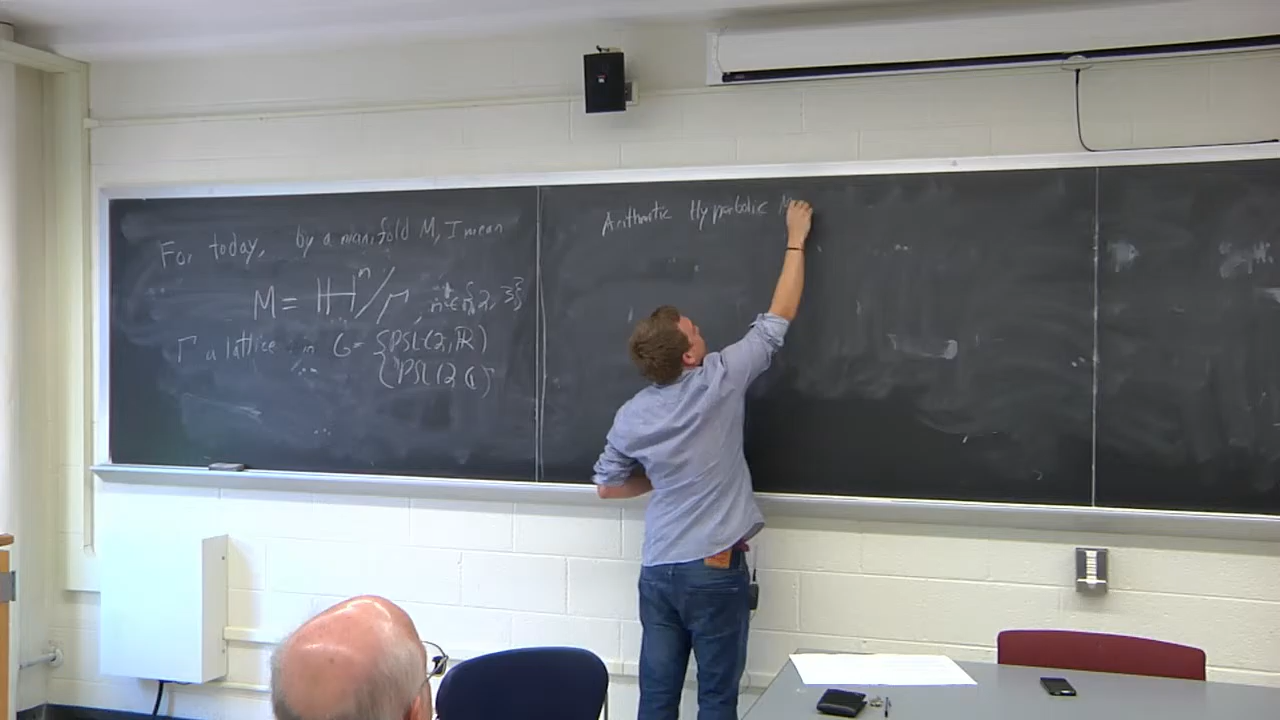 For today, by a manifold M, I mean
M = ℍⁿ/Γ, n ∈ {2, 3}
Γ a lattice in G = { PSL(2, ℝ)
{ PSL(2, ℂ)
Arithmetic Hyperbolic M